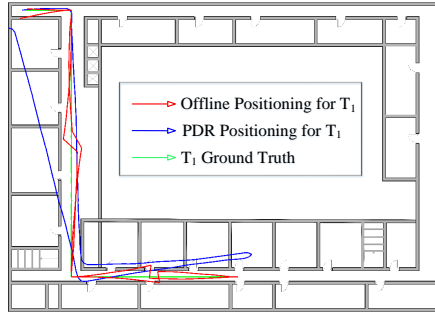 Offline Positioning for T₁
PDR Positioning for T₁
T₁ Ground Truth